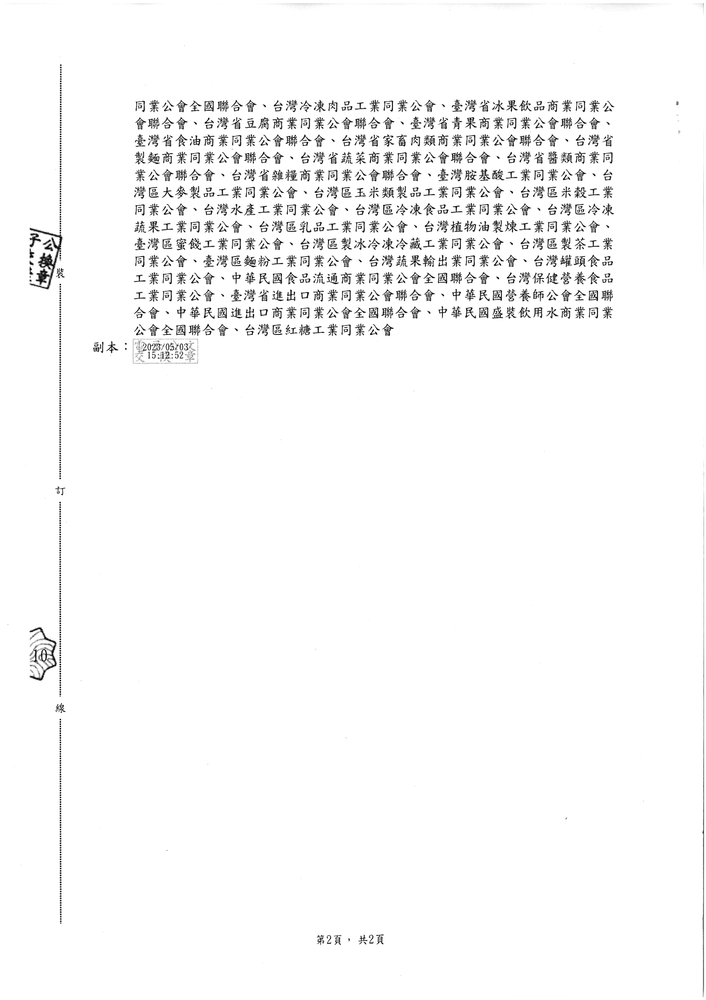 同業公會全國聯合會、台灣冷凍肉品工業同業公會、臺灣省冰果飲品商業同業公
會聯合會、台灣省豆腐商業同業公會聯合會、臺灣省青果商業同業公會聯合會、
臺灣省食油商業同業公會聯合會、台灣省家畜肉類商業同業公會聯合會、台灣省
製麵商業同業公會聯合會、台灣省蔬菜商業同業公會聯合會、台灣省醬類商業同
業公會聯合會、台灣省雜糧商業同業公會聯合會、臺灣胺基酸工業同業公會、台
灣區大麥製品工業同業公會、台灣區玉米類製品工業同業公會、台灣區米穀工業
同業公會、台灣水產工業同業公會、台灣區冷凍食品工業同業公會、台灣區冷凍
蔬果工業同業公會、台灣區乳品工業同業公會、台灣植物油製煉工業同業公會、
臺灣區蜜餞工業同業公會、台灣區製冰冷凍冷藏工業同業公會、台灣區製茶工業
同業公會、臺灣區麵粉工業同業公會、台灣蔬果輸出業同業公會、台灣罐頭食品
工業同業公會、中華民國食品流通商業同業公會全國聯合會、台灣保健營養食品
工業同業公會、臺灣省進出口商業同業公會聯合會、中華民國營養師公會全國聯
合會、中華民國進出口商業同業公會全國聯合會、中華民國盛裝飲用水商業同業
公會全國聯合會、台灣區紅糖工業同業公會
副本：
電子公文
交換章
2023/05/03
15:12:52
子公
換
章
裝
訂
10
線
第2頁，共2頁